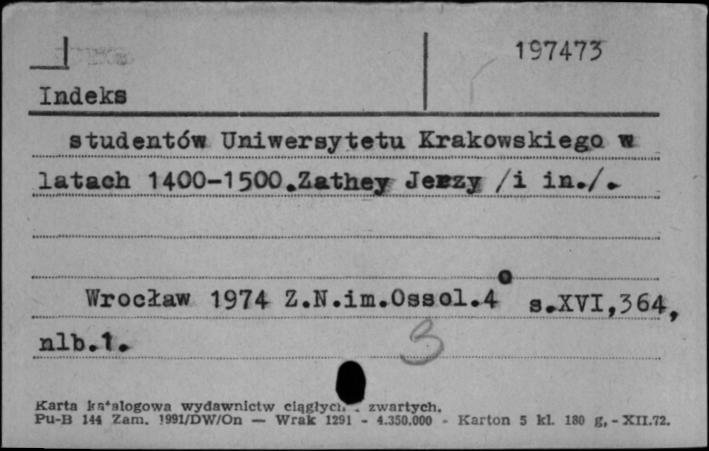 197473
Indeks
studentów Uniwersytetu Krakowskiego w
latach 1400-1500.Zathey Jerzy /i in./.
Wrocław 1974 Z.N.im.Ossol.4° s.XVI,364,
nlb.1.
3
Karta katalogowa wydawnictw ciągłych i zwartych.
Pu-B 144 Zam. 1991/DW/On — Wrak 1291 - 4.350.000 - Karton 5 kl. 180 g. - XII.72.